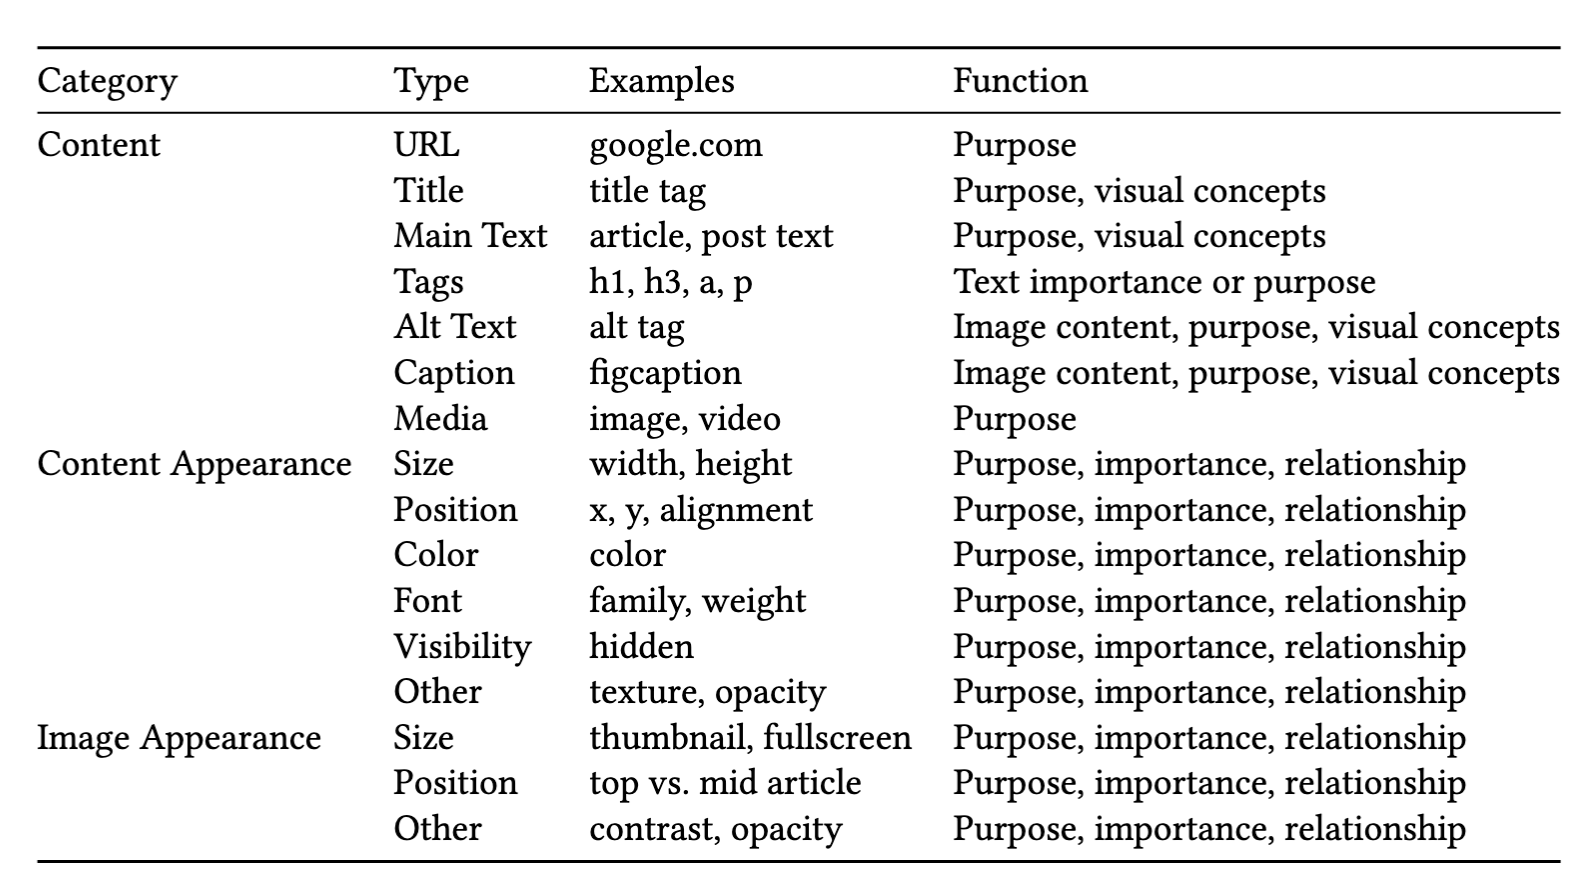 Category Type Examples Function
Content URL google.com Purpose
Title title tag Purpose, visual concepts
Main Text article, post text Purpose, visual concepts
Tags h1, h3, a, p Text importance or purpose
Alt Text alt tag Image content, purpose, visual concepts
Caption figcaption Image content, purpose, visual concepts
Media image, video Purpose
Content Appearance Size width, height Purpose, importance, relationship
Position x, y, alignment Purpose, importance, relationship
Color color Purpose, importance, relationship
Font family, weight Purpose, importance, relationship
Visibility hidden Purpose, importance, relationship
Other texture, opacity Purpose, importance, relationship
Image Appearance Size thumbnail, fullscreen Purpose, importance, relationship
Position top vs. mid article Purpose, importance, relationship
Other contrast, opacity Purpose, importance, relationship